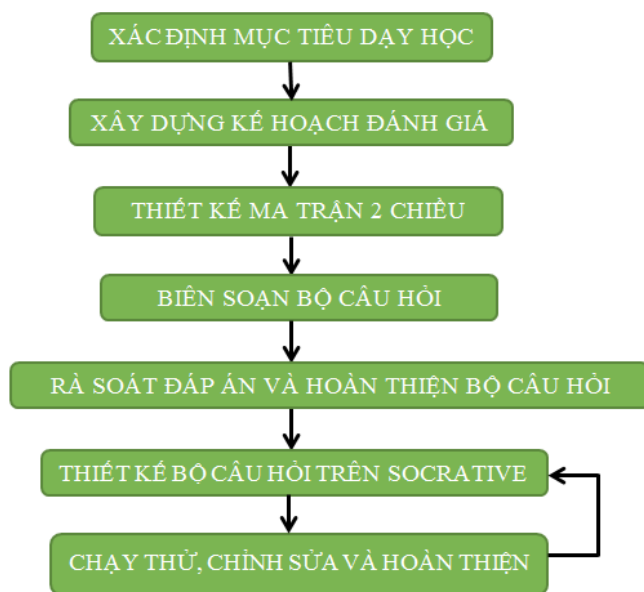 XÁC ĐỊNH MỤC TIÊU DẠY HỌC
XÂY DỰNG KẾ HOẠCH ĐÁNH GIÁ
THIẾT KẾ MA TRẬN 2 CHIỀU
BIÊN SOẠN BỘ CÂU HỎI
RÀ SOÁT ĐÁP ÁN VÀ HOÀN THIỆN BỘ CÂU HỎI
THIẾT KẾ BỘ CÂU HỎI TRÊN SOCRATIVE
CHẠY THỬ, CHỈNH SỬA VÀ HOÀN THIỆN